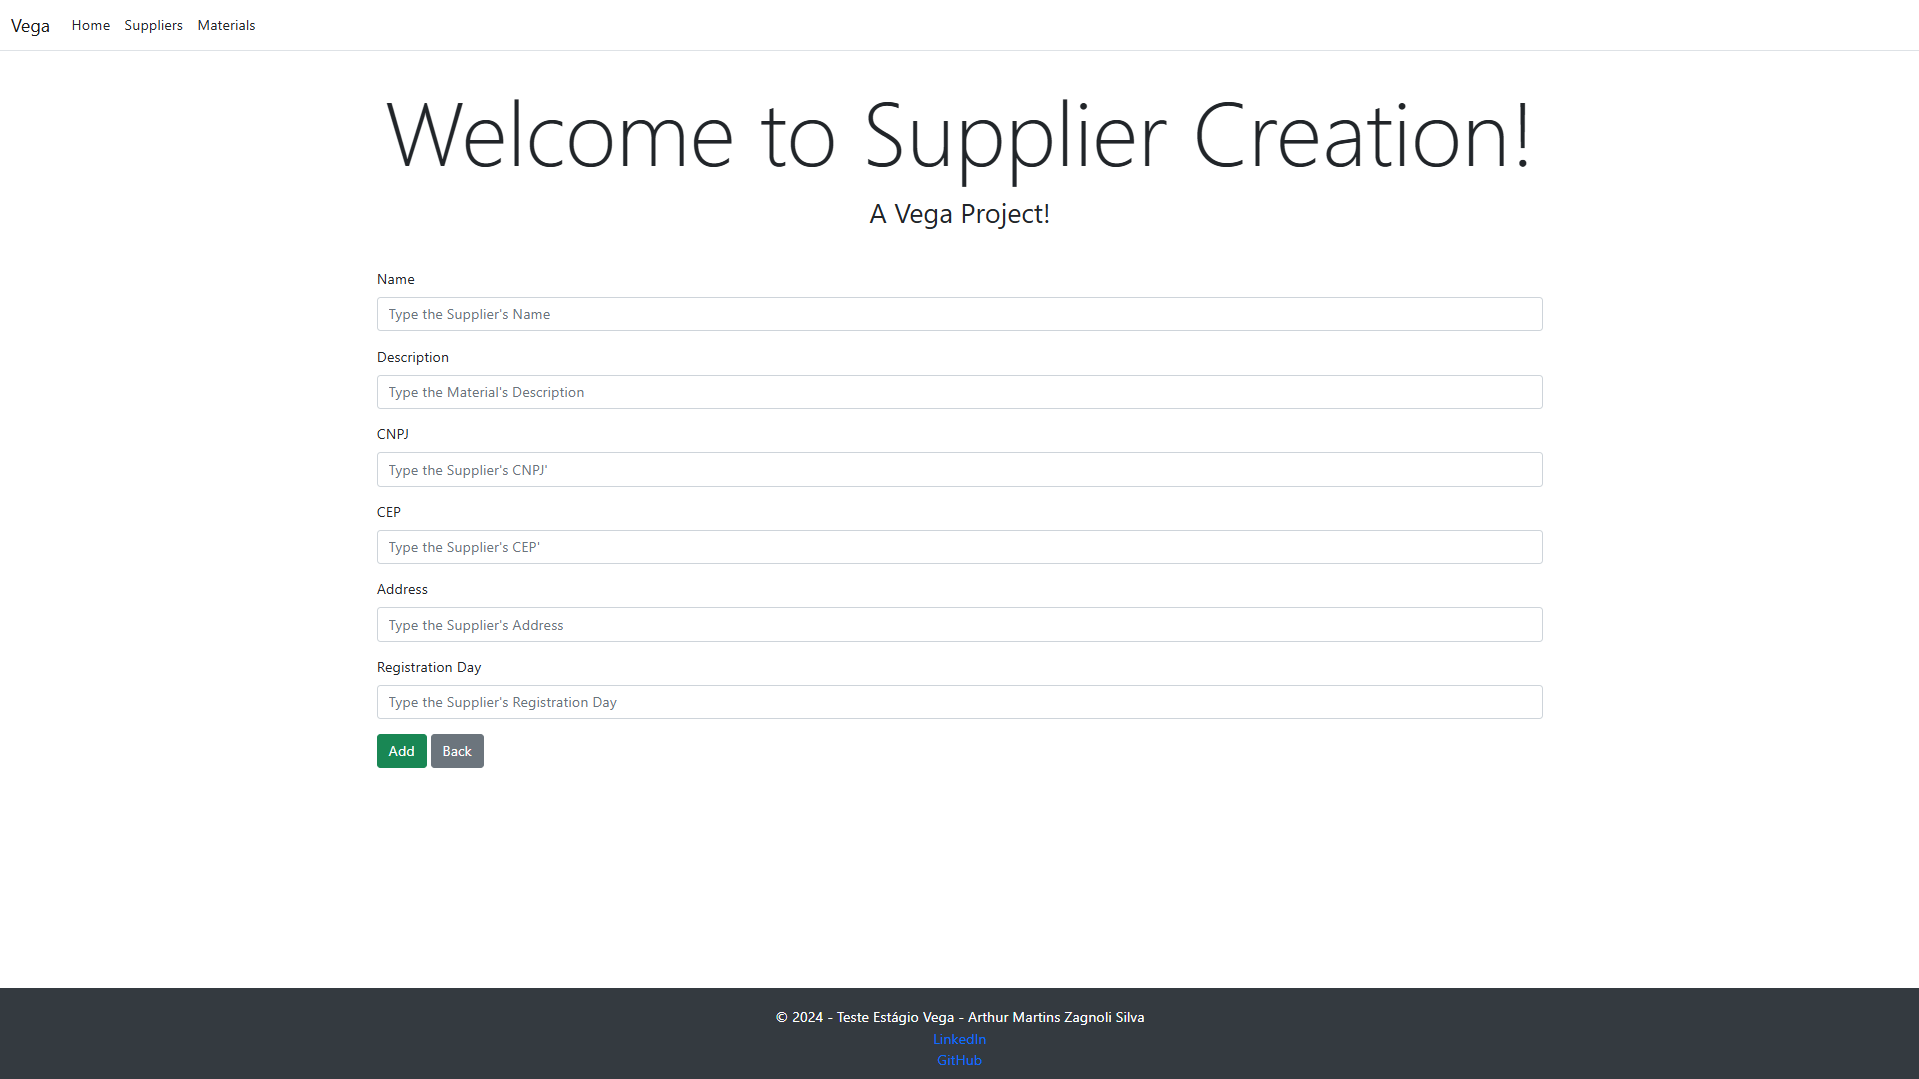 Vega Home Suppliers Materials
Welcome to Supplier Creation!
A Vega Project!
Name
Type the Supplier's Name
Description
Type the Material's Description
CNPJ
Type the Supplier's CNPJ'
CEP
Type the Supplier's CEP'
Address
Type the Supplier's Address
Registration Day
Type the Supplier's Registration Day
Add Back
© 2024 - Teste Estágio Vega - Arthur Martins Zagnoli Silva
LinkedIn
GitHub